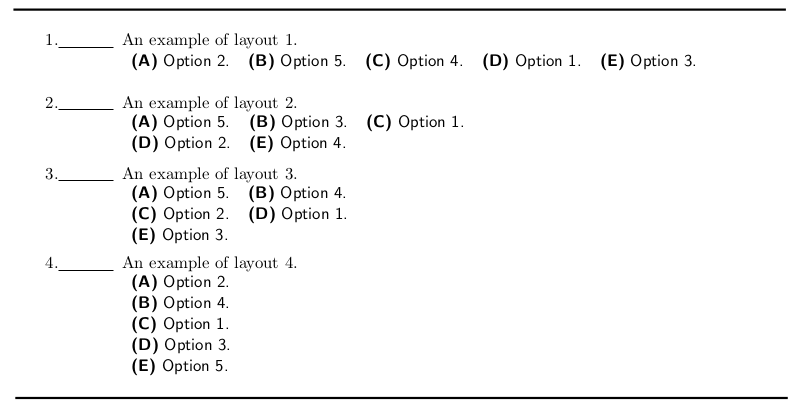 1.______ An example of layout 1.
(A) Option 2. (B) Option 5. (C) Option 4. (D) Option 1. (E) Option 3.
2.______ An example of layout 2.
(A) Option 5. (B) Option 3. (C) Option 1.
(D) Option 2. (E) Option 4.
3.______ An example of layout 3.
(A) Option 5. (B) Option 4.
(C) Option 2. (D) Option 1.
(E) Option 3.
4.______ An example of layout 4.
(A) Option 2.
(B) Option 4.
(C) Option 1.
(D) Option 3.
(E) Option 5.